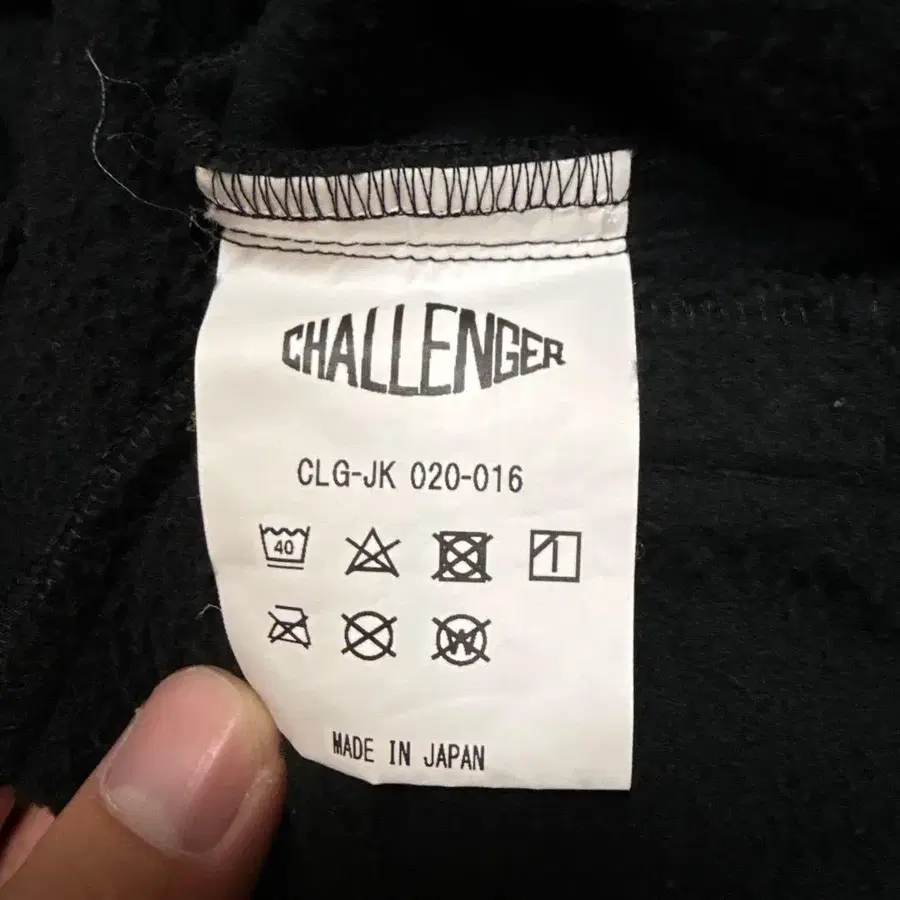 CHALLENGER
CLG-JK 020-016
40
W
MADE IN JAPAN